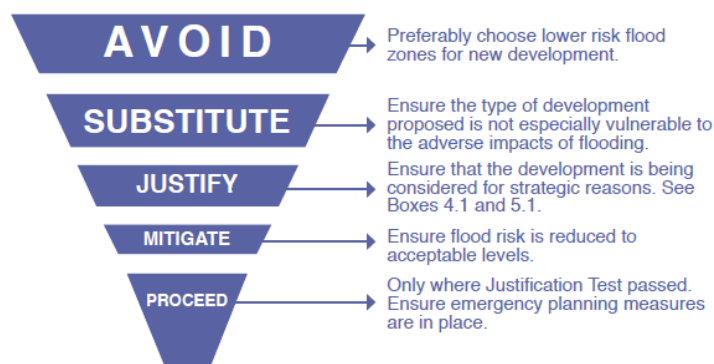 AVOID
Preferably choose lower risk flood
zones for new development.
SUBSTITUTE
Ensure the type of development
proposed is not especially vulnerable to
the adverse impacts of flooding.
JUSTIFY
Ensure that the development is being
considered for strategic reasons. See
Boxes 4.1 and 5.1.
MITIGATE
Ensure flood risk is reduced to
acceptable levels.
PROCEED
Only where Justification Test passed.
Ensure emergency planning measures
are in place.